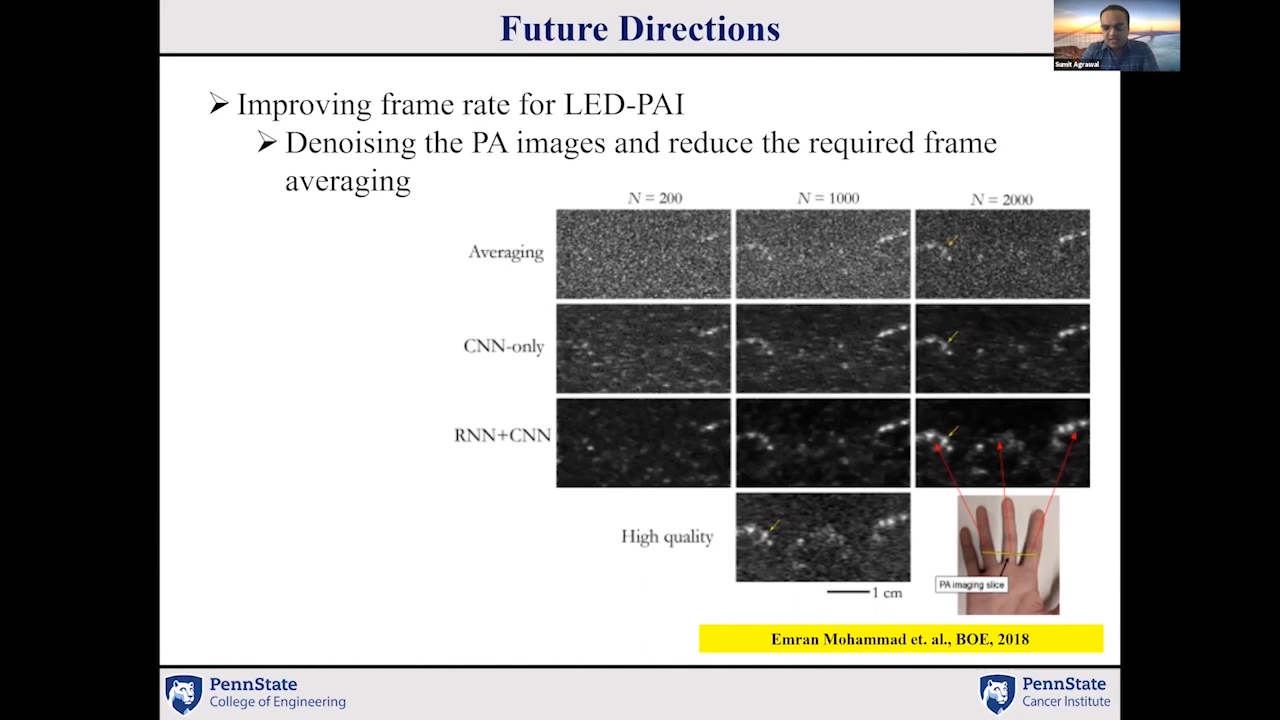 Future Directions
Sumit Agrawal
➢ Improving frame rate for LED-PAI
➢ Denoising the PA images and reduce the required frame
averaging
N = 200 N = 1000 N = 2000
Averaging
CNN-only
RNN+CNN
High quality
PA imaging slice
1 cm
Emran Mohammad et. al., BOE, 2018
PennState
College of Engineering
PennState
Cancer Institute